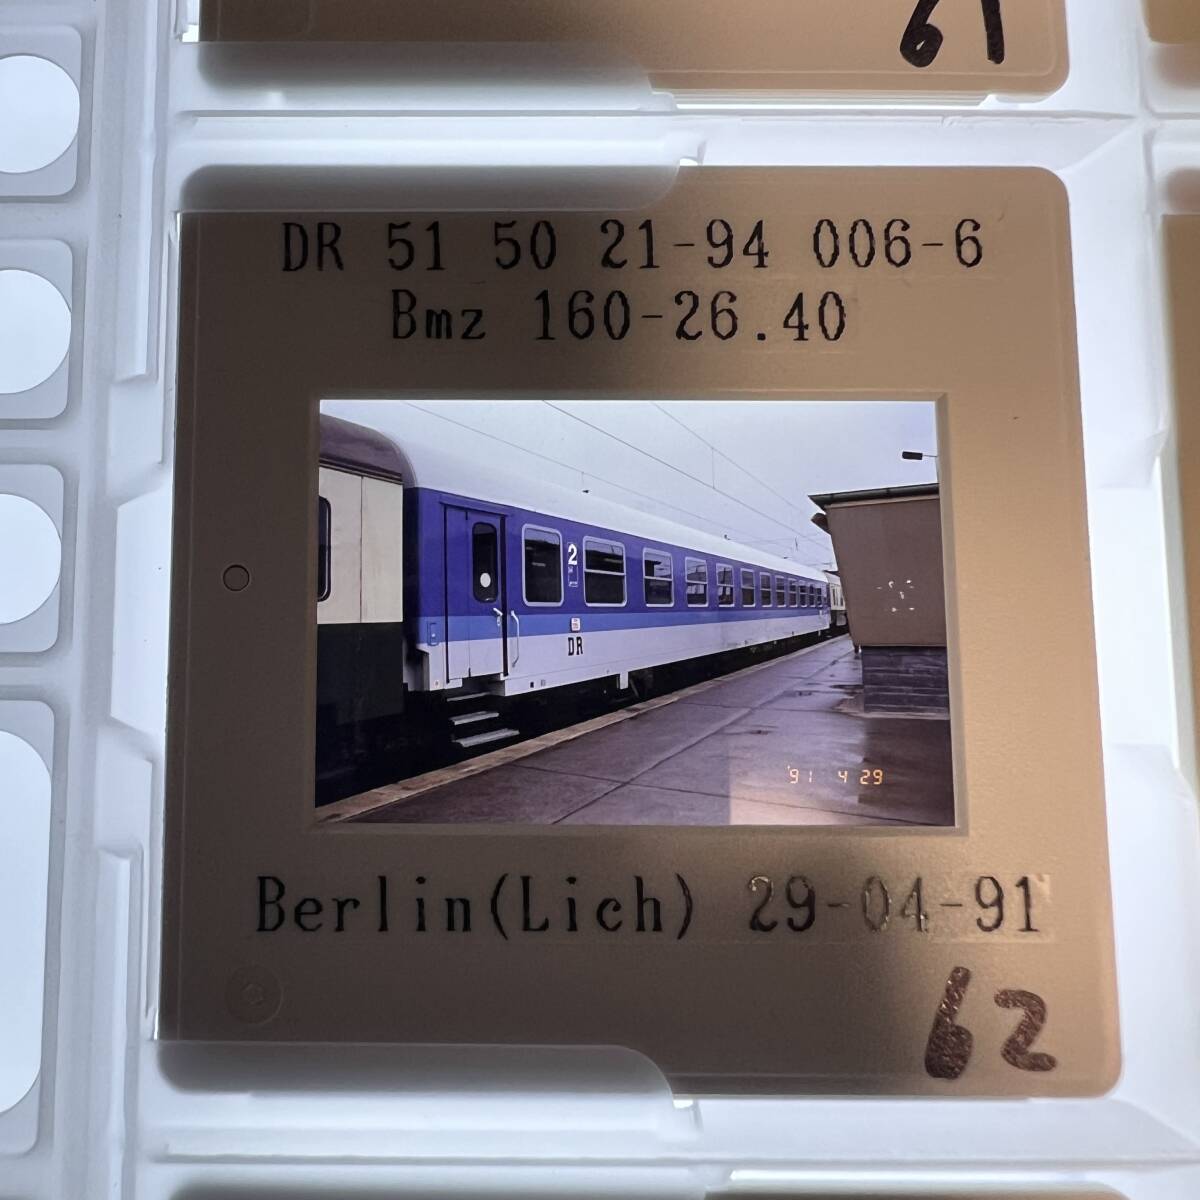 61
DR 51 50 21-94 006-6
Bmz 160-26.40
2
DR
'91 4 29
Berlin(Lich) 29-04-91
62